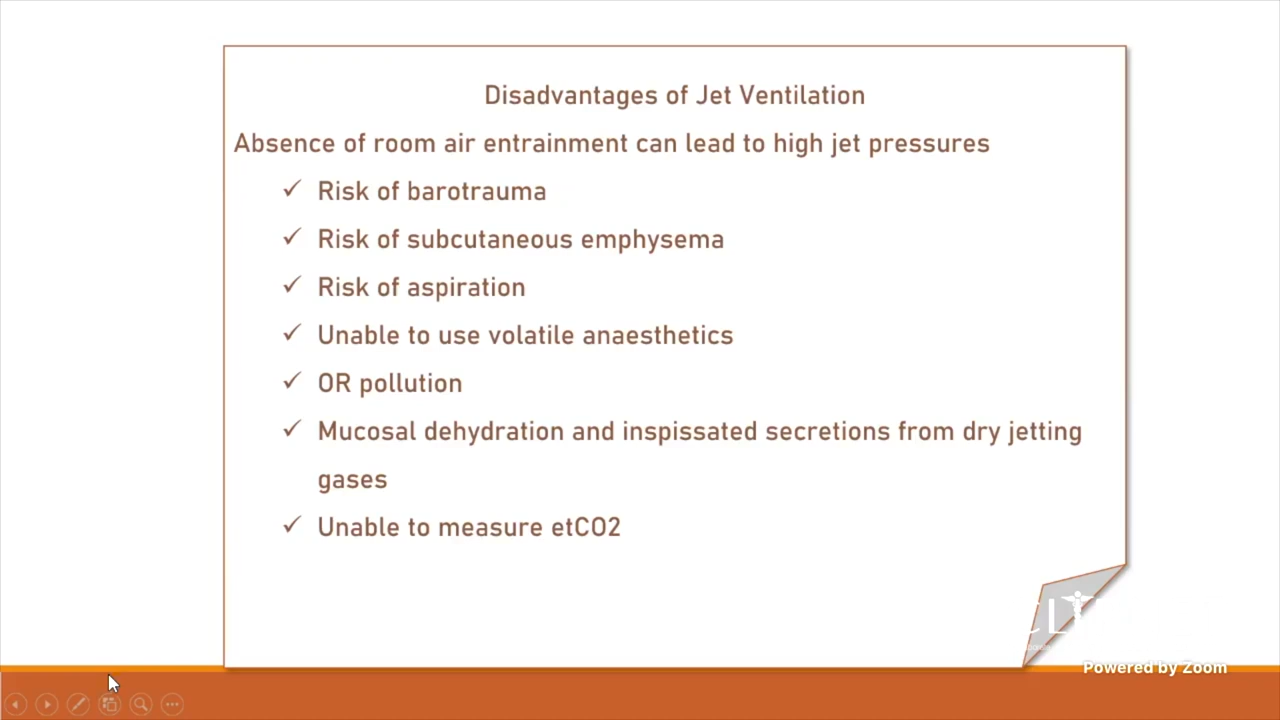 Disadvantages of Jet Ventilation
Absence of room air entrainment can lead to high jet pressures
✓ Risk of barotrauma
✓ Risk of subcutaneous emphysema
✓ Risk of aspiration
✓ Unable to use volatile anaesthetics
✓ OR pollution
✓ Mucosal dehydration and inspissated secretions from dry jetting
gases
✓ Unable to measure etCO2
Powered by Zoom